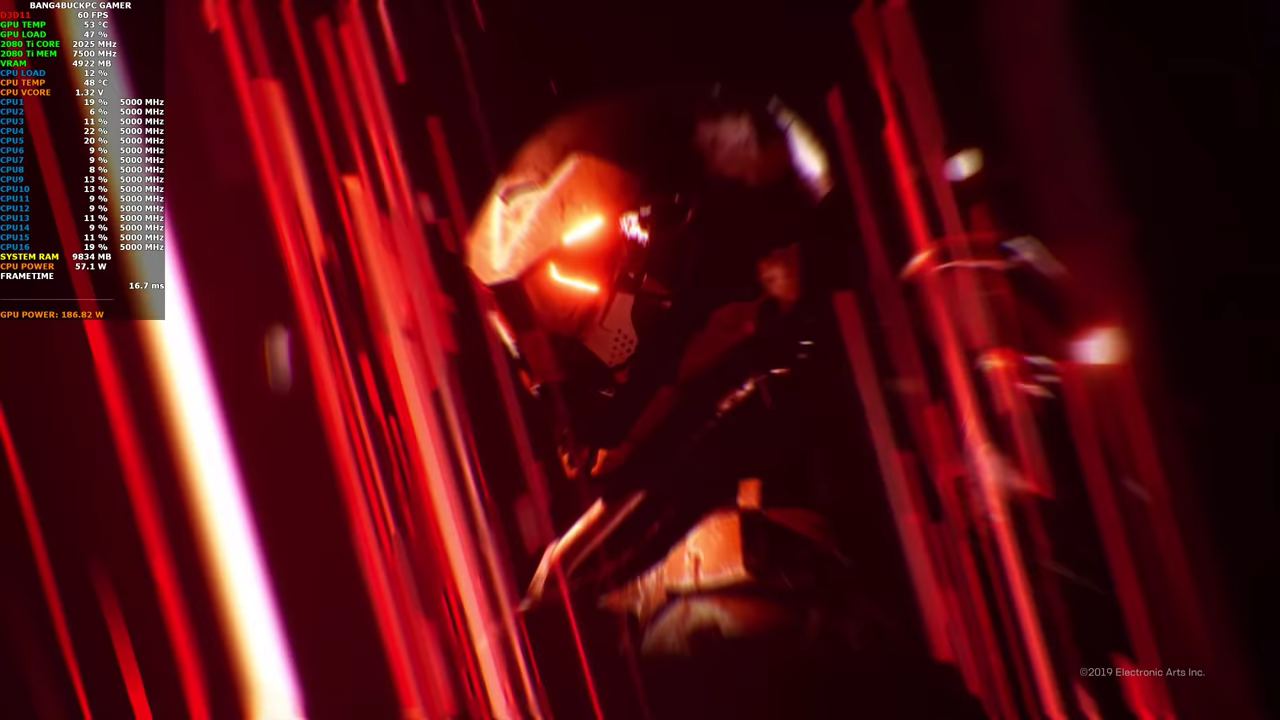 BANG4BUCKPC GAMER
D3D11 60 FPS
GPU TEMP 53 °C
GPU LOAD 47 %
2080 Ti CORE 2025 MHz
2080 Ti MEM 7500 MHz
VRAM 4922 MB
CPU LOAD 12 %
CPU TEMP 48 °C
CPU VCORE 1.32 V
CPU1 19 % 5000 MHz
CPU2 6 % 5000 MHz
CPU3 11 % 5000 MHz
CPU4 22 % 5000 MHz
CPU5 20 % 5000 MHz
CPU6 9 % 5000 MHz
CPU7 9 % 5000 MHz
CPU8 8 % 5000 MHz
CPU9 13 % 5000 MHz
CPU10 13 % 5000 MHz
CPU11 9 % 5000 MHz
CPU12 9 % 5000 MHz
CPU13 11 % 5000 MHz
CPU14 9 % 5000 MHz
CPU15 11 % 5000 MHz
CPU16 19 % 5000 MHz
SYSTEM RAM 9834 MB
CPU POWER 57.1 W
FRAMETIME
16.7 ms
GPU POWER: 186.82 W
©2019 Electronic Arts Inc.